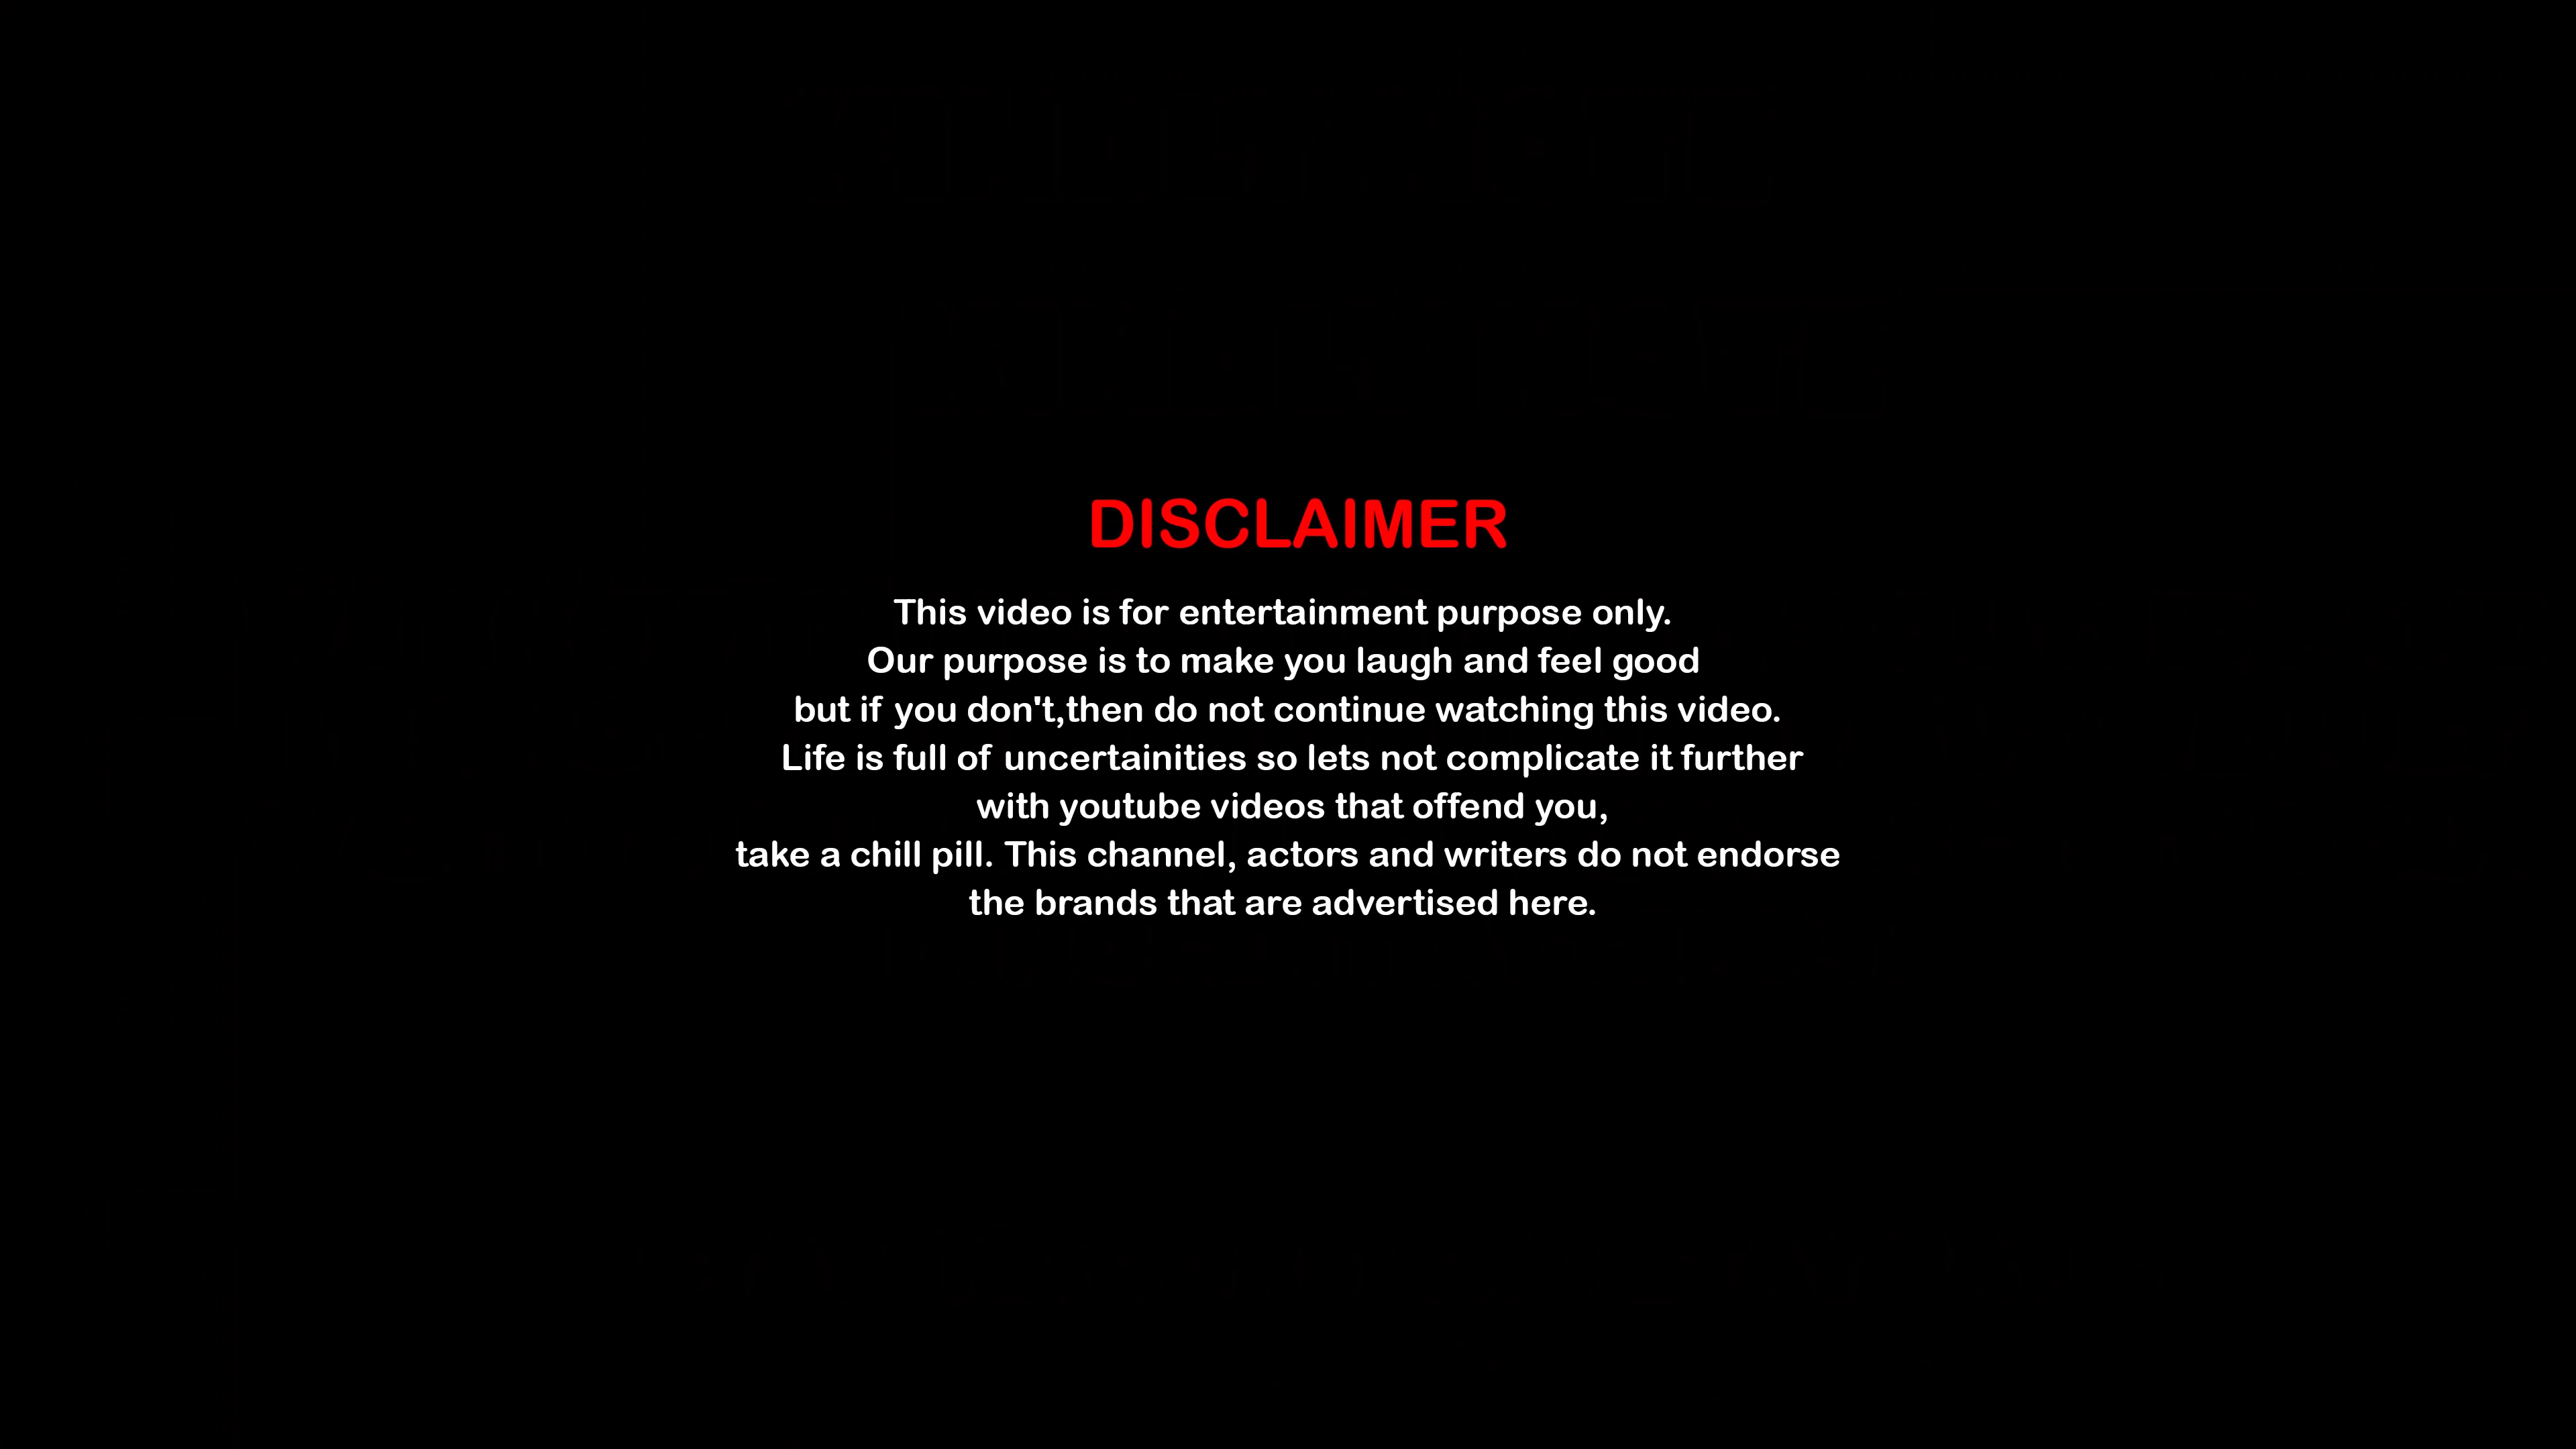 DISCLAIMER
This video is for entertainment purpose only.
Our purpose is to make you laugh and feel good
but if you don't,then do not continue watching this video.
Life is full of uncertainities so lets not complicate it further
with youtube videos that offend you,
take a chill pill. This channel, actors and writers do not endorse
the brands that are advertised here.